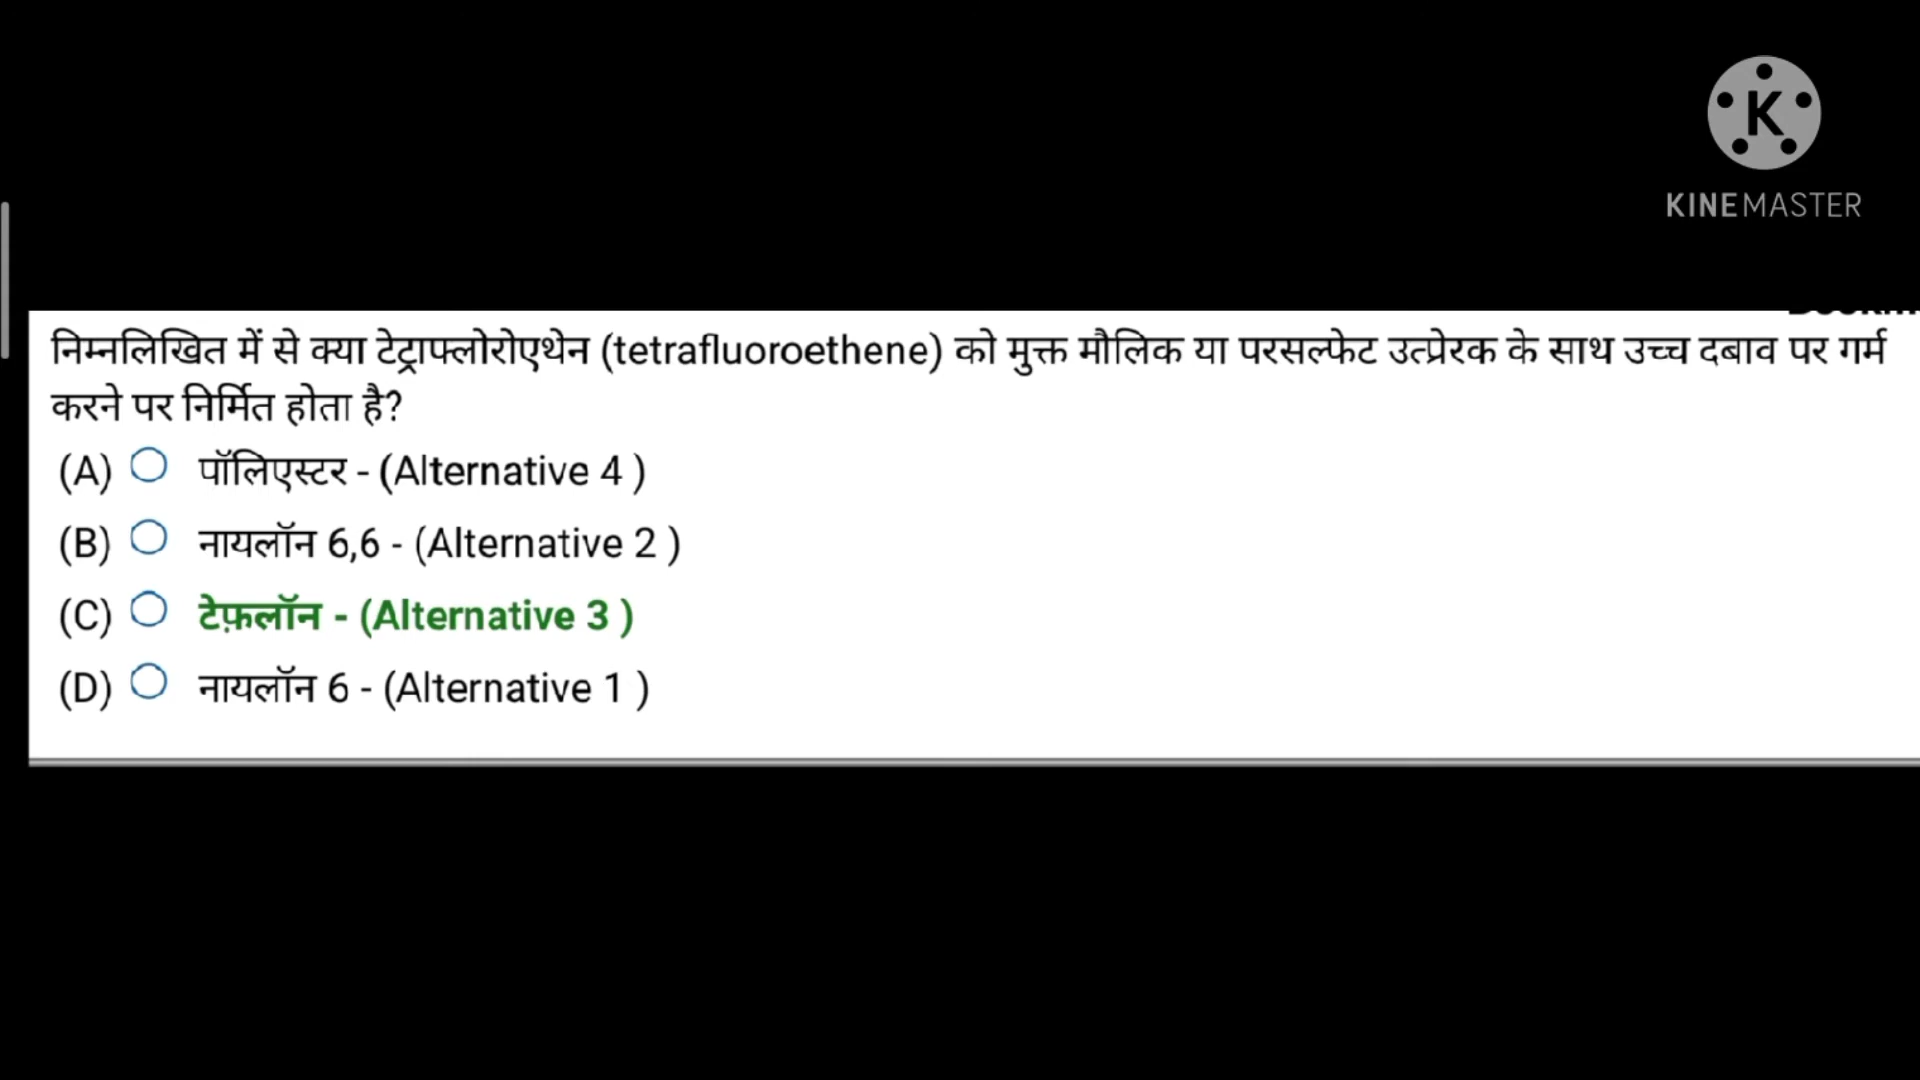 K
KINEMASTER
निम्नलिखित में से क्या टेट्राफ्लोरोएथेन (tetrafluoroethene) को मुक्त मौलिक या परसल्फेट उत्प्रेरक के साथ उच्च दबाव पर गर्म
करने पर निर्मित होता है?
(A) पॉलिएस्टर - (Alternative 4 )
(B) नायलॉन 6,6 - (Alternative 2 )
(C) टेफ़लॉन - (Alternative 3 )
(D) नायलॉन 6 - (Alternative 1 )